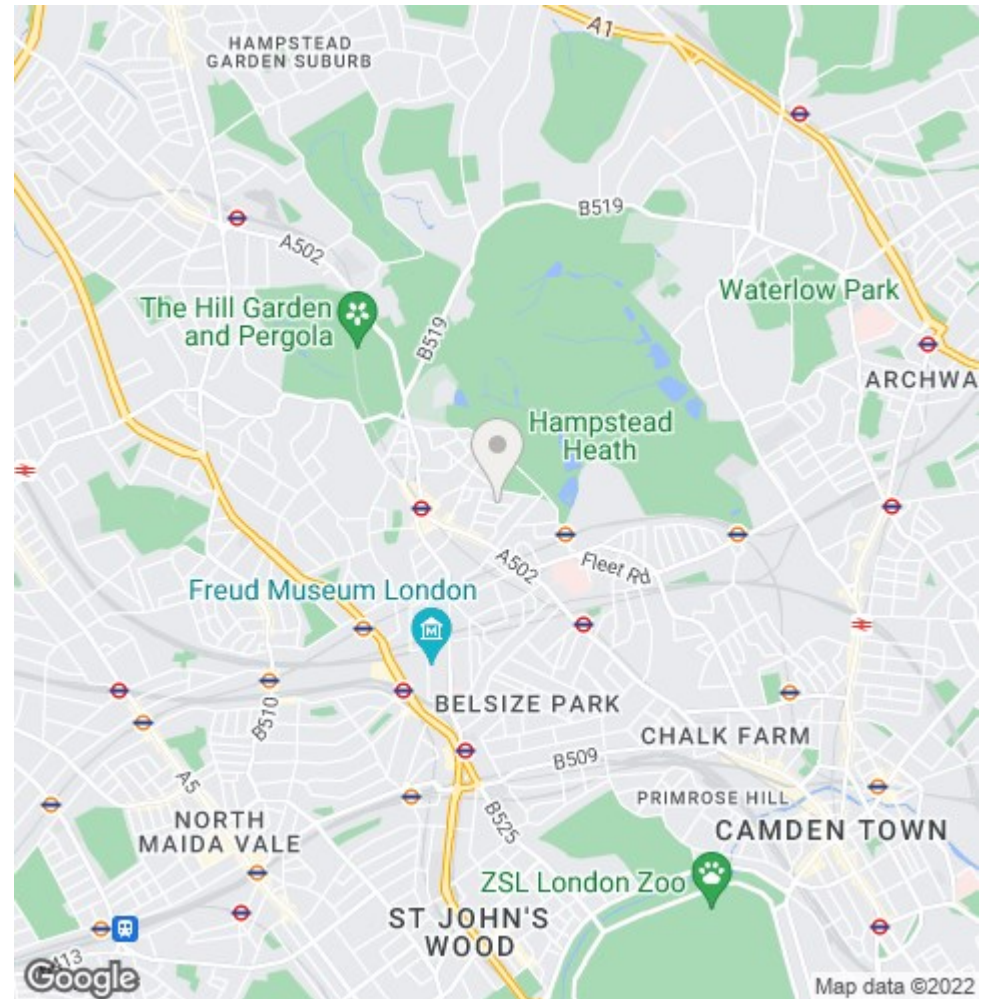 HAMPSTEAD
GARDEN SUBURB
A1
B519
A502
Waterlow Park
The Hill Garden
and Pergola
B519
ARCHWA
Hampstead
Heath
A502
Fleet Rd
Freud Museum London
M
BELSIZE PARK
B510
CHALK FARM
B509
A5
PRIMROSE HILL
NORTH
MAIDA VALE
B525
CAMDEN TOWN
ZSL London Zoo
ST JOHN'S
WOOD
Google
Map data ©2022